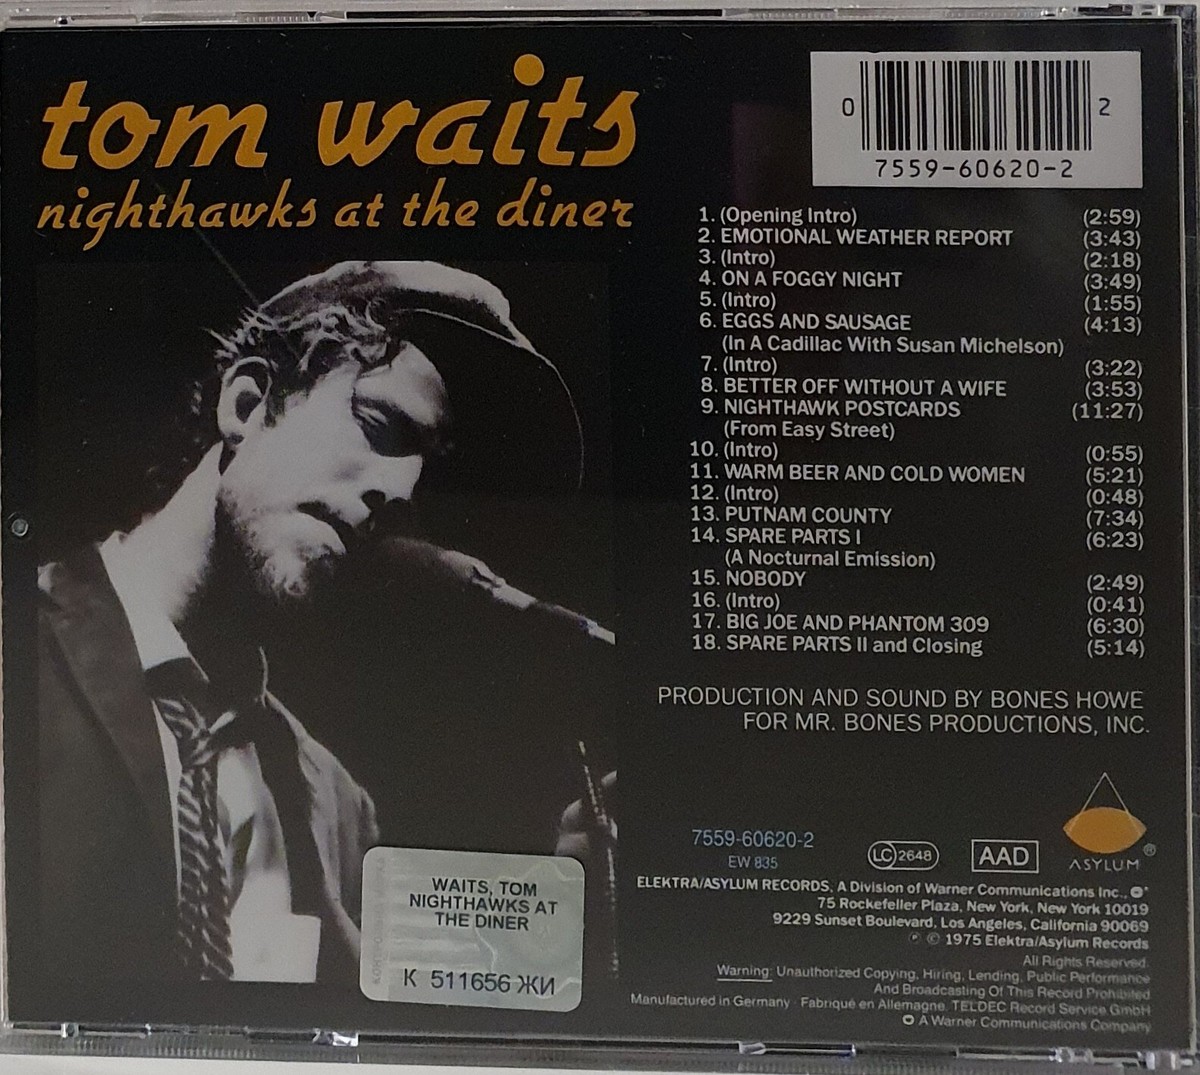 tom waits
nighthawks at the diner
0 2
7559-60620-2
1. (Opening Intro) (2:59)
2. EMOTIONAL WEATHER REPORT (3:43)
3. (Intro) (2:18)
4. ON A FOGGY NIGHT (3:49)
5. (Intro) (1:55)
6. EGGS AND SAUSAGE (4:13)
(In A Cadillac With Susan Michelson)
7. (Intro) (3:22)
8. BETTER OFF WITHOUT A WIFE (3:53)
9. NIGHTHAWK POSTCARDS (11:27)
(From Easy Street)
10. (Intro) (0:55)
11. WARM BEER AND COLD WOMEN (5:21)
12. (Intro) (0:48)
13. PUTNAM COUNTY (7:34)
14. SPARE PARTS I (6:23)
(A Nocturnal Emission)
15. NOBODY (2:49)
16. (Intro) (0:41)
17. BIG JOE AND PHANTOM 309 (6:30)
18. SPARE PARTS II and Closing (5:14)
PRODUCTION AND SOUND BY BONES HOWE
FOR MR. BONES PRODUCTIONS, INC.
7559-60620-2
EW 835
LC 2648
AAD
ASYLUM ®
ELEKTRA/ASYLUM RECORDS, A Division of Warner Communications Inc.,
75 Rockefeller Plaza, New York, New York 10019
9229 Sunset Boulevard, Los Angeles, California 90069
℗ © 1975 Elektra/Asylum Records
All Rights Reserved.
Warning: Unauthorized Copying, Hiring, Lending, Public Performance
And Broadcasting Of This Record Prohibited
Manufactured in Germany · Fabriqué en Allemagne. TELDEC Record Service GmbH
A Warner Communications Company
WAITS, TOM
NIGHTHAWKS AT
THE DINER
К 511656 ЖИ